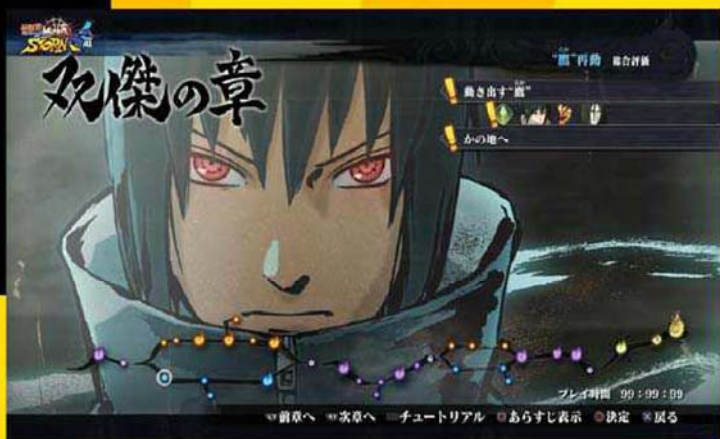 STORM 4
双傑の章
"鷹"再動 総合評価
動き出す"鷹"
かの地へ
プレイ時間 99:99:99
前章へ 次章へ チュートリアル あらすじ表示 決定 戻る